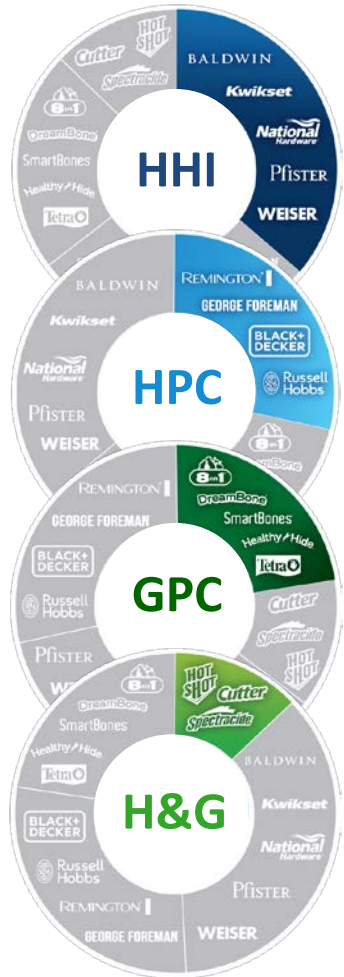 HOT
SHOT
Cutter
Spectracide
8in1
DreamBone
SmartBones
Healthy Hide
Tetra
BALDWIN
Kwikset
National
Hardware
PFISTER
WEISER
HHI
BALDWIN
Kwikset
National
Hardware
PFISTER
WEISER
REMINGTON
GEORGE FOREMAN
BLACK+
DECKER
Russell
Hobbs
8in1
DreamBone
HPC
REMINGTON
GEORGE FOREMAN
BLACK+
DECKER
Russell
Hobbs
PFISTER
8in1
DreamBone
SmartBones
Healthy Hide
Tetra
Cutter
Spectracide
HOT
SHOT
GPC
8in1
DreamBone
SmartBones
Healthy Hide
Tetra
BLACK+
DECKER
Russell
Hobbs
REMINGTON
GEORGE FOREMAN
HOT
SHOT
Cutter
Spectracide
BALDWIN
Kwikset
National
Hardware
PFISTER
WEISER
H&G